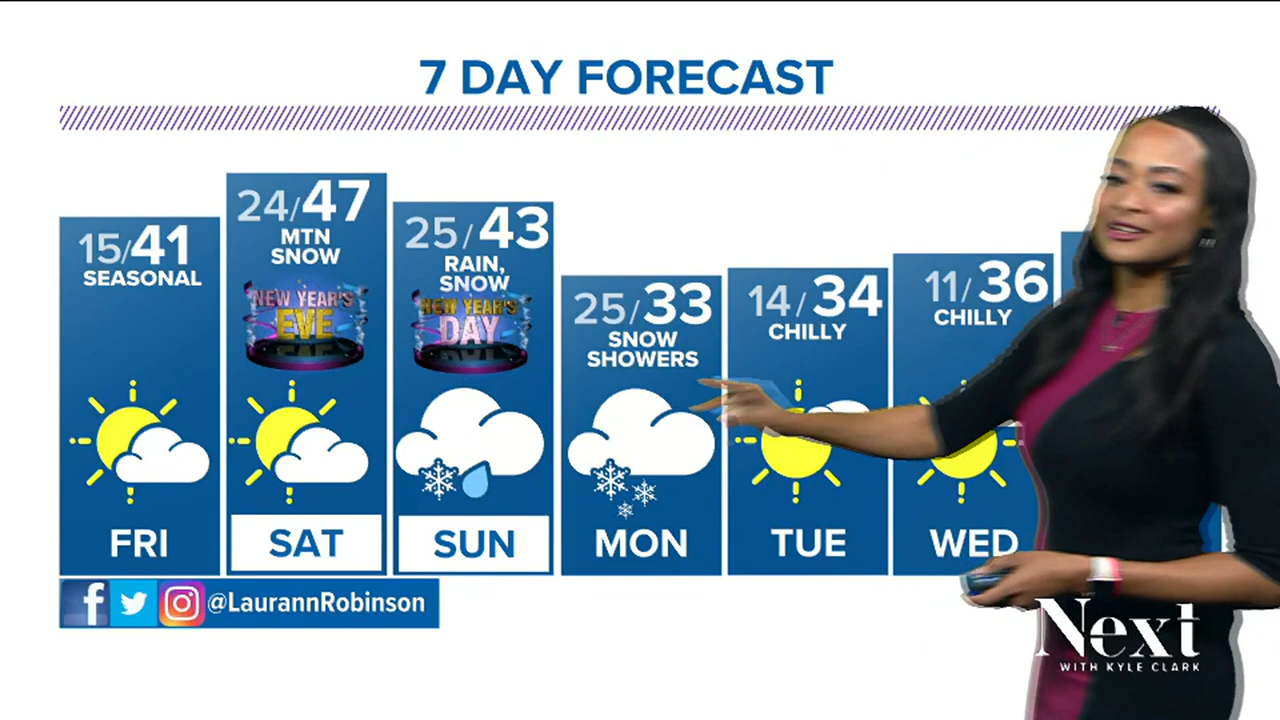 7 DAY FORECAST
15/41
SEASONAL
24/47
MTN
SNOW
NEW YEAR'S
EVE
25/43
RAIN,
SNOW
NEW YEAR'S
DAY
25/33
SNOW
SHOWERS
14/34
CHILLY
11/36
CHILLY
FRI
SAT
SUN
MON
TUE
WED
f @LaurannRobinson
Next
WITH KYLE CLARK